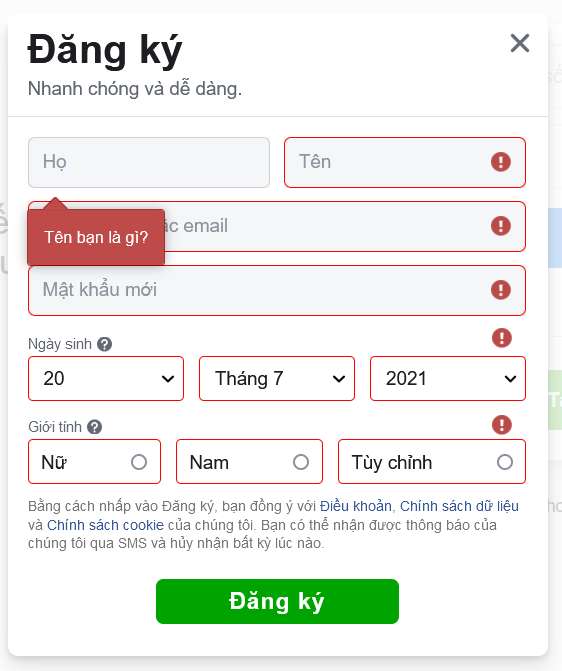 Đăng ký
Nhanh chóng và dễ dàng.
Họ
Tên
Tên bạn là gì?
email
Mật khẩu mới
Ngày sinh
20
Tháng 7
2021
Giới tính
Nữ
Nam
Tùy chỉnh
Bằng cách nhấp vào Đăng ký, bạn đồng ý với Điều khoản, Chính sách dữ liệu
và Chính sách cookie của chúng tôi. Bạn có thể nhận được thông báo của
chúng tôi qua SMS và hủy nhận bất kỳ lúc nào.
Đăng ký